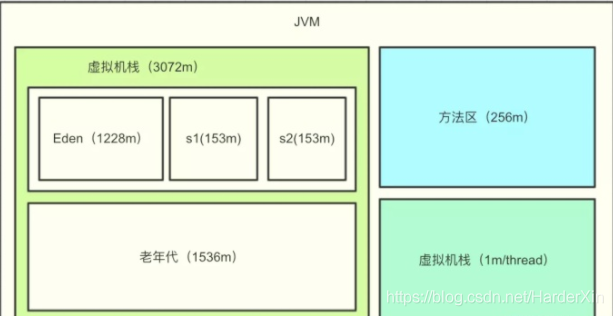 JVM
虚拟机栈（3072m）
Eden（1228m）
s1(153m)
s2(153m)
老年代（1536m）
方法区（256m）
虚拟机栈（1m/thread）
https://blog.csdn.net/HarderXin